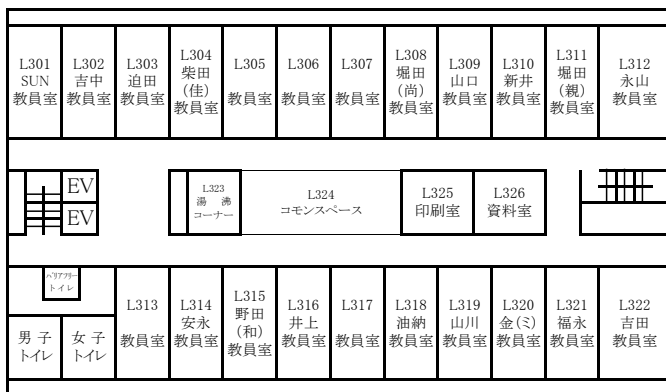 L301
SUN
教員室
L302
吉中
教員室
L303
迫田
教員室
L304
柴田
(佳)
教員室
L305
教員室
L306
教員室
L307
教員室
L308
堀田
(尚)
教員室
L309
山口
教員室
L310
新井
教員室
L311
堀田
(親)
教員室
L312
永山
教員室
EV
EV
L323
湯 沸
コーナー
L324
コモンスペース
L325
印刷室
L326
資料室
バリアフリー
トイレ
男子
トイレ
女子
トイレ
L313
教員室
L314
安永
教員室
L315
野田
(和)
教員室
L316
井上
教員室
L317
教員室
L318
油納
教員室
L319
山川
教員室
L320
金(ミ)
教員室
L321
福永
教員室
L322
吉田
教員室